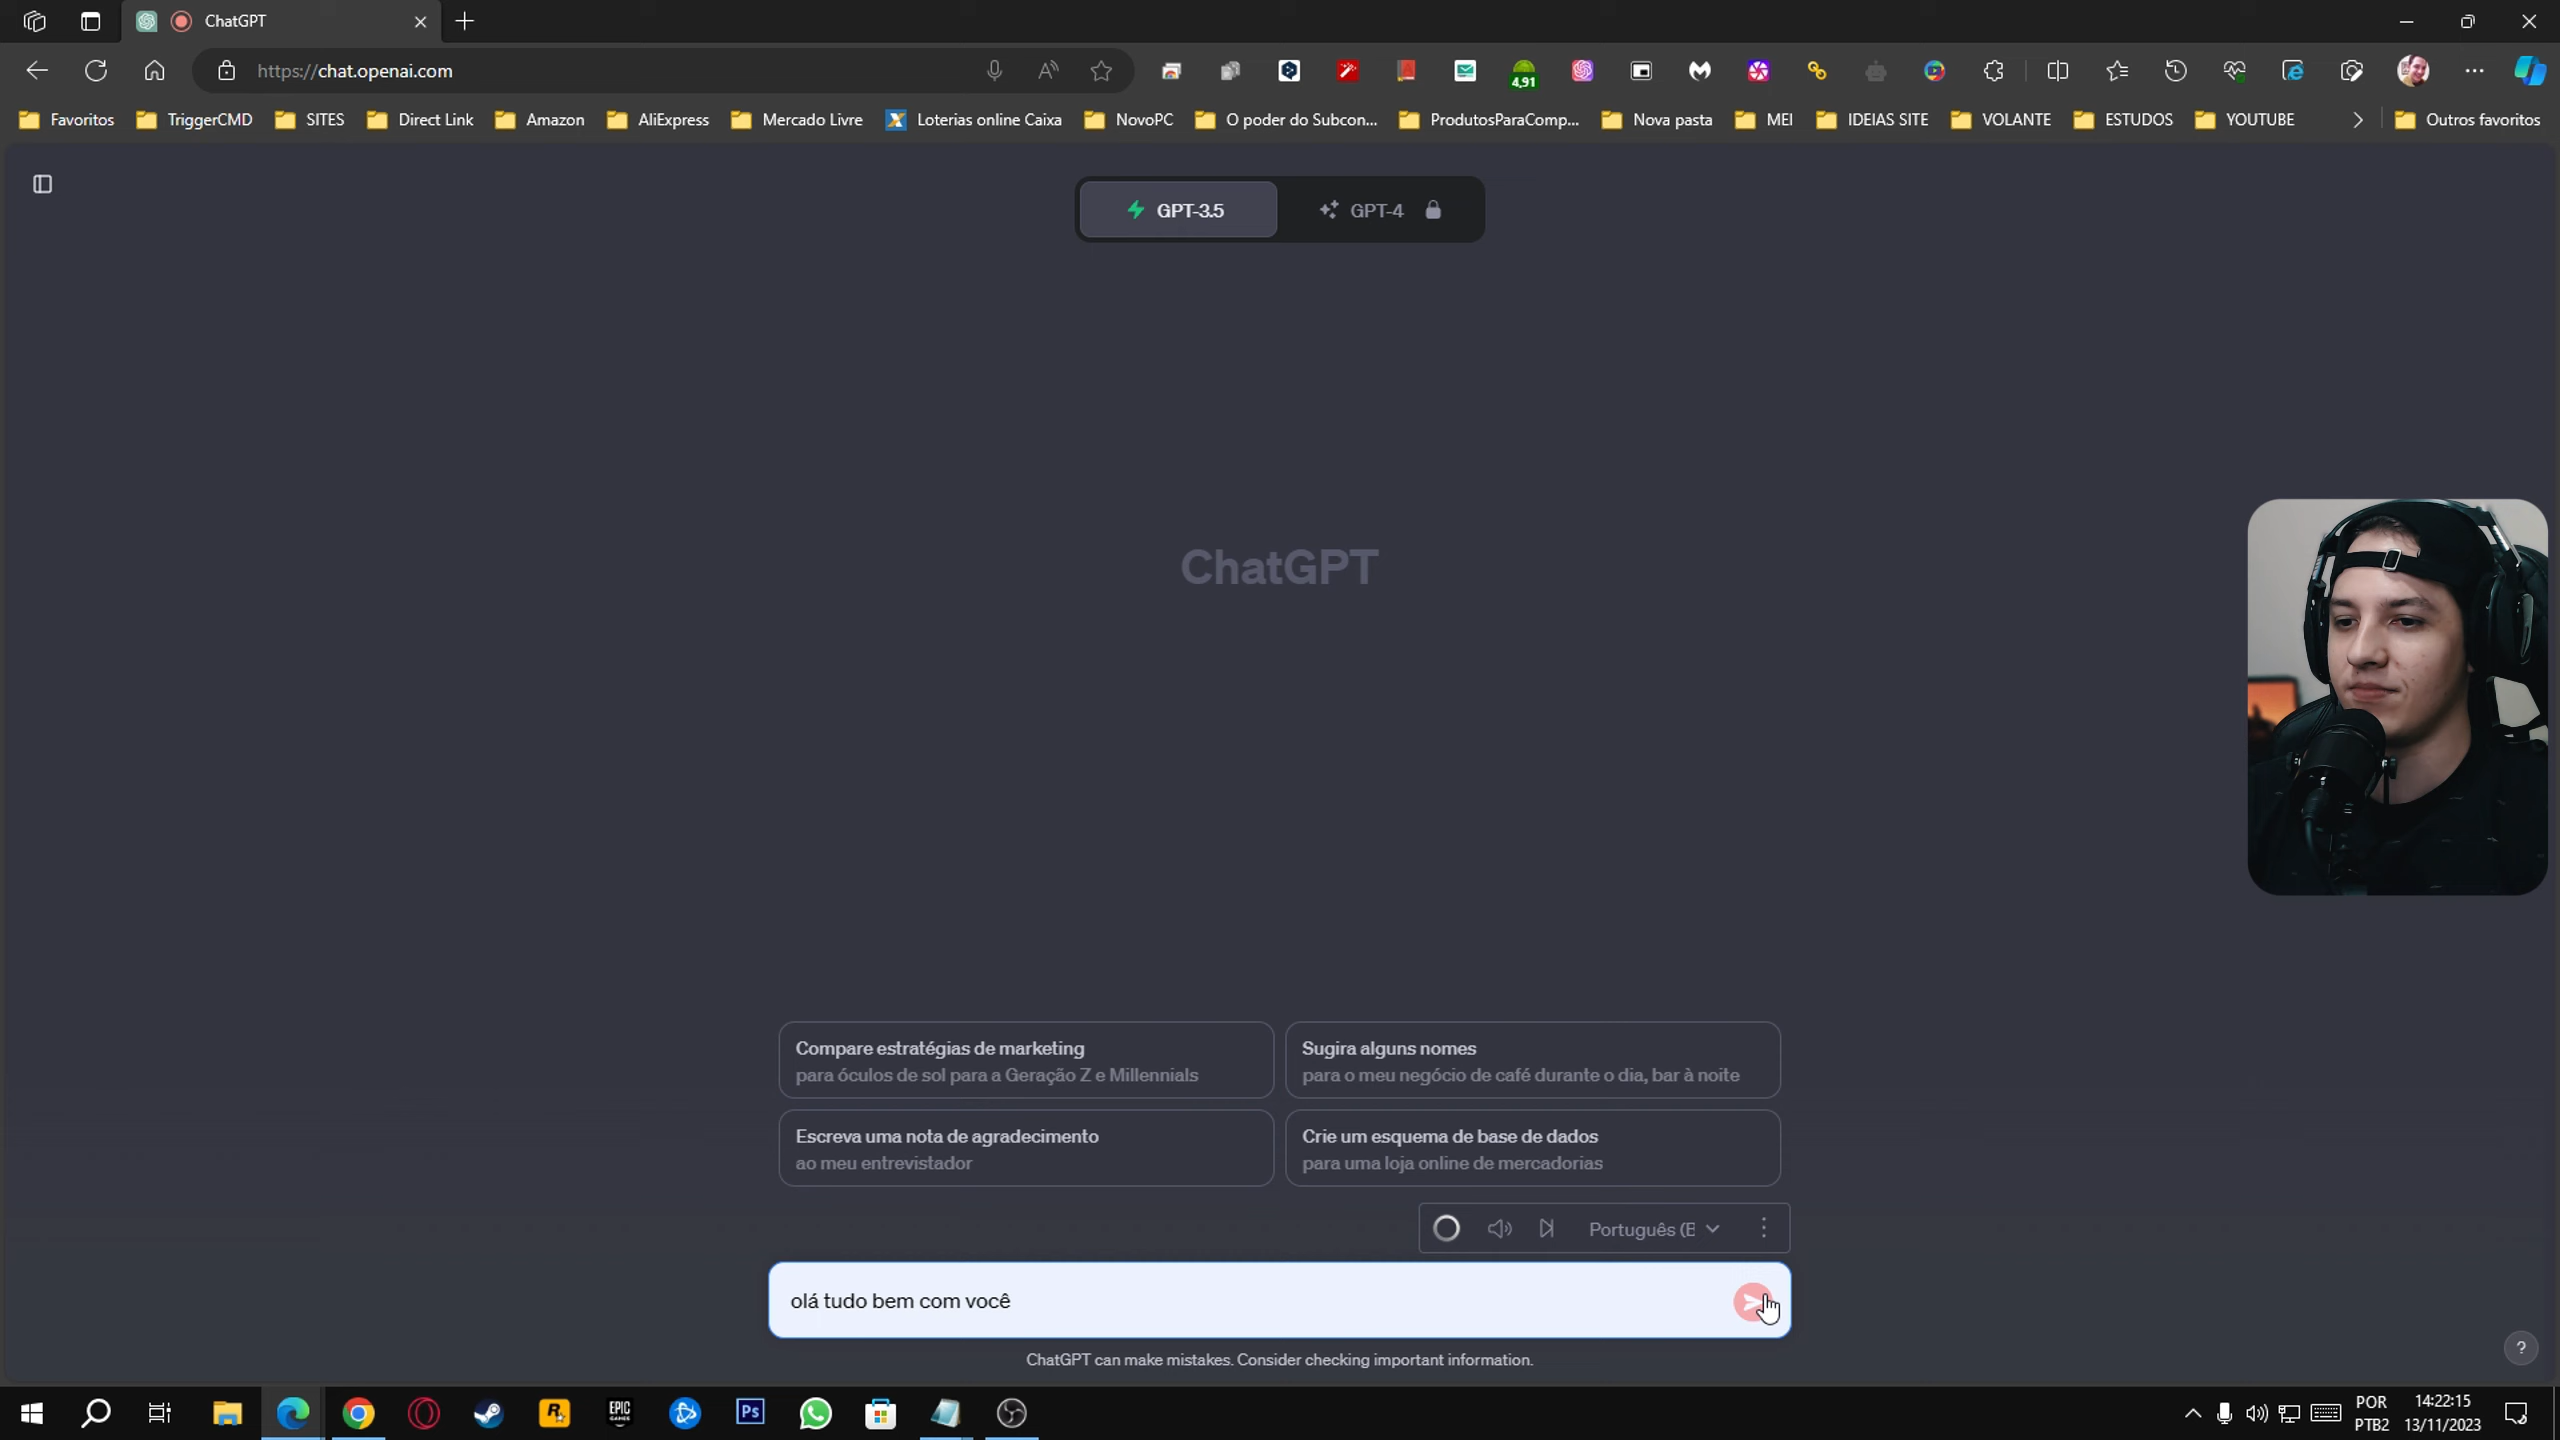 ChatGPT
https://chat.openai.com
4,91
Favoritos
TriggerCMD
SITES
Direct Link
Amazon
AliExpress
Mercado Livre
Loterias online Caixa
NovoPC
O poder do Subcon...
ProdutosParaComp...
Nova pasta
MEI
IDEIAS SITE
VOLANTE
ESTUDOS
YOUTUBE
Outros favoritos
GPT-3.5
GPT-4
ChatGPT
Compare estratégias de marketing
para óculos de sol para a Geração Z e Millennials
Sugira alguns nomes
para o meu negócio de café durante o dia, bar à noite
Escreva uma nota de agradecimento
ao meu entrevistador
Crie um esquema de base de dados
para uma loja online de mercadorias
Português (E
olá tudo bem com você
ChatGPT can make mistakes. Consider checking important information.
?
Ps
EPIC
GAMES
POR
PTB2
14:22:15
13/11/2023